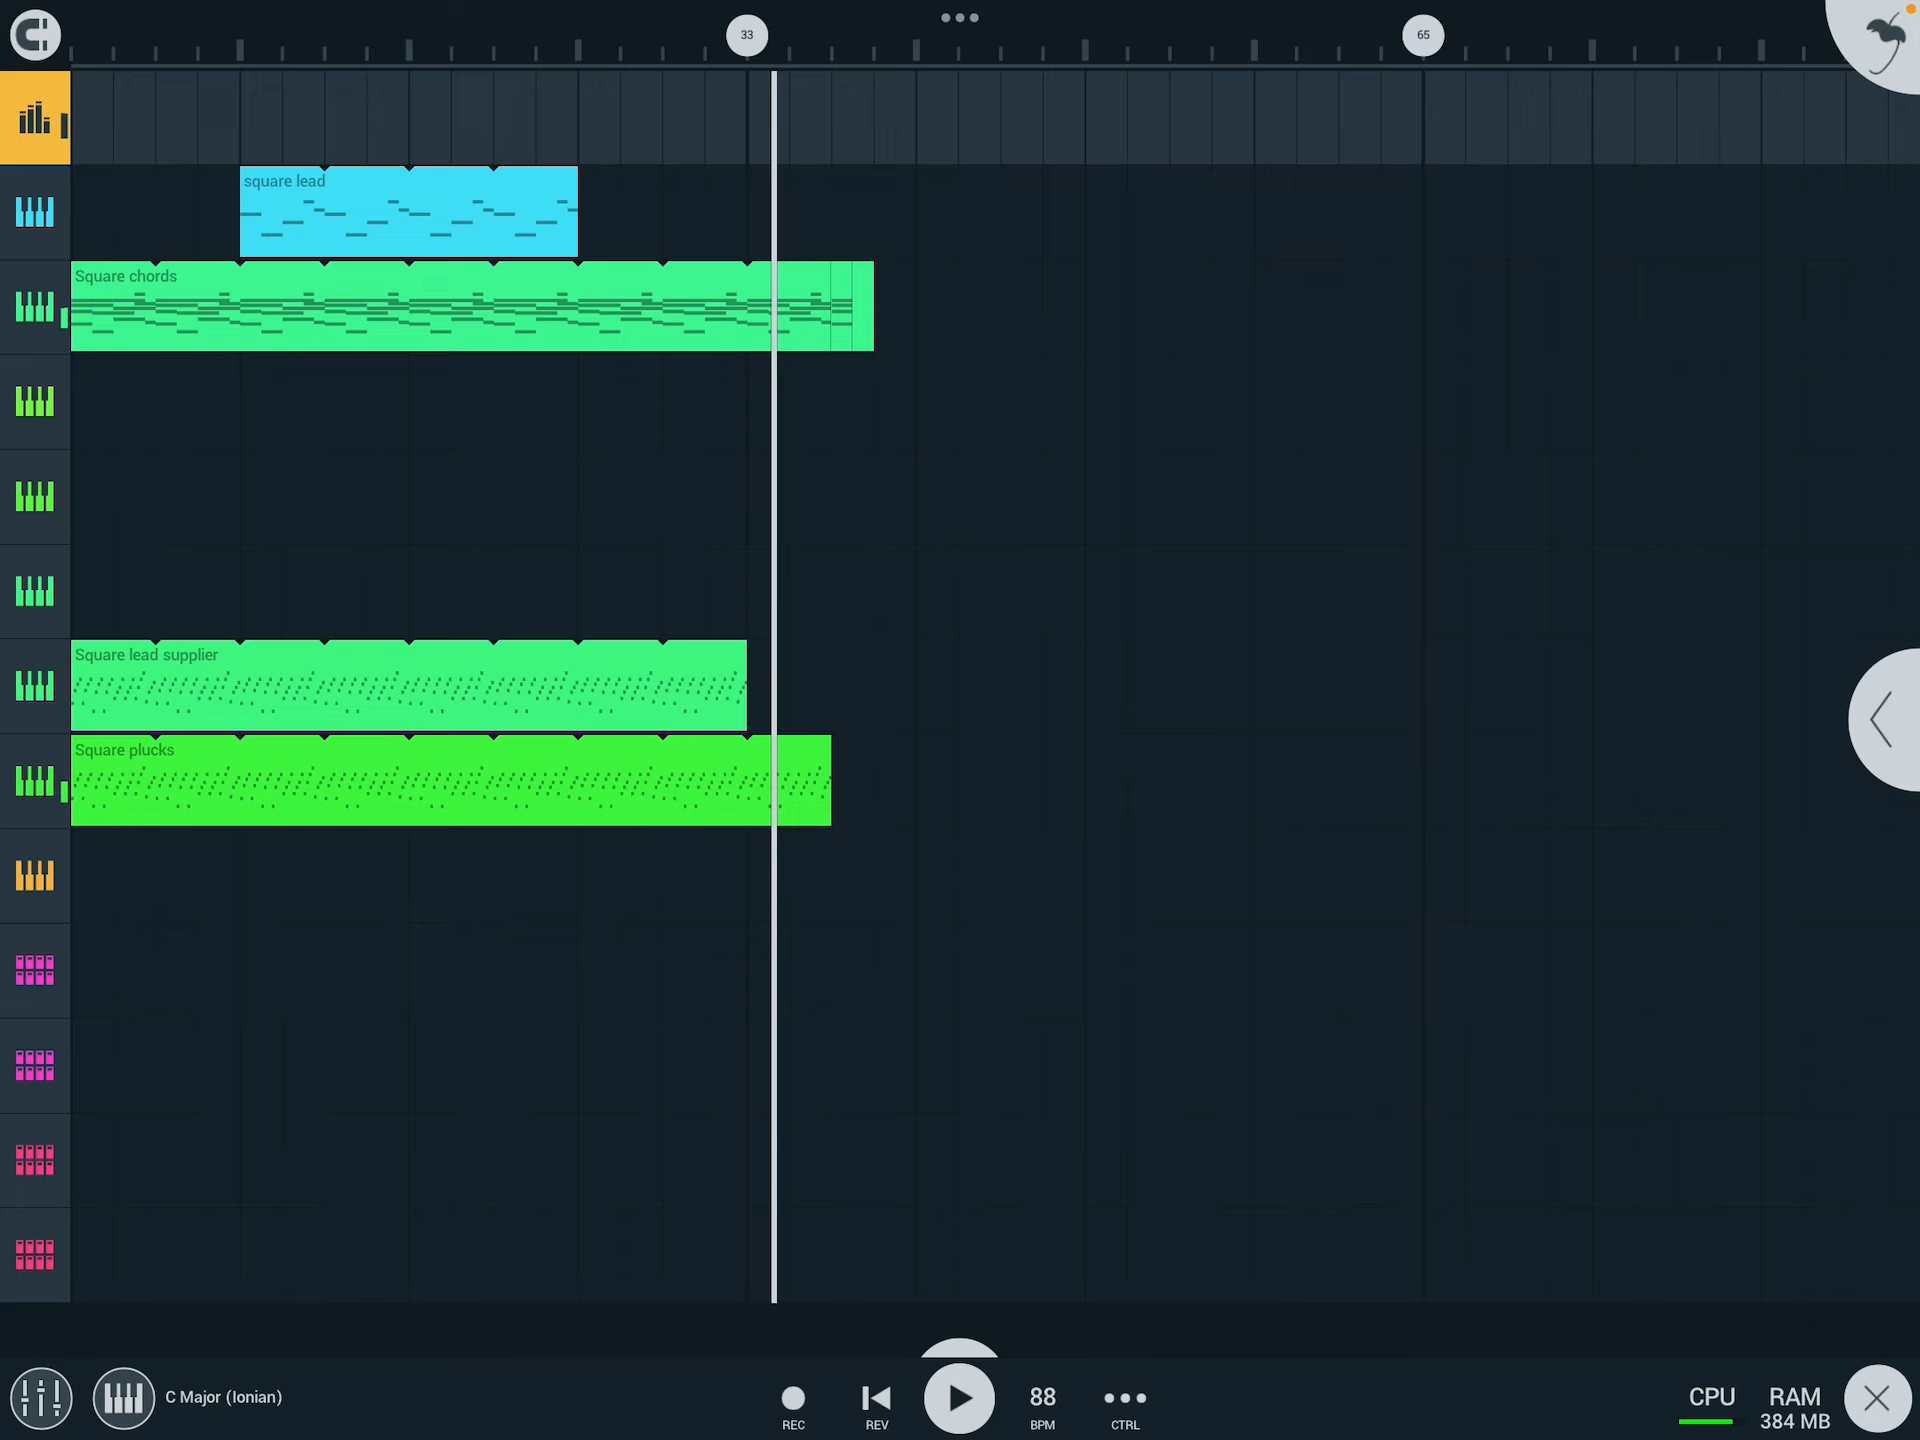 33
65
square lead
Square chords
Square lead supplier
Square plucks
C Major (Ionian)
REC
REV
88
BPM
CTRL
CPU
RAM
384 MB